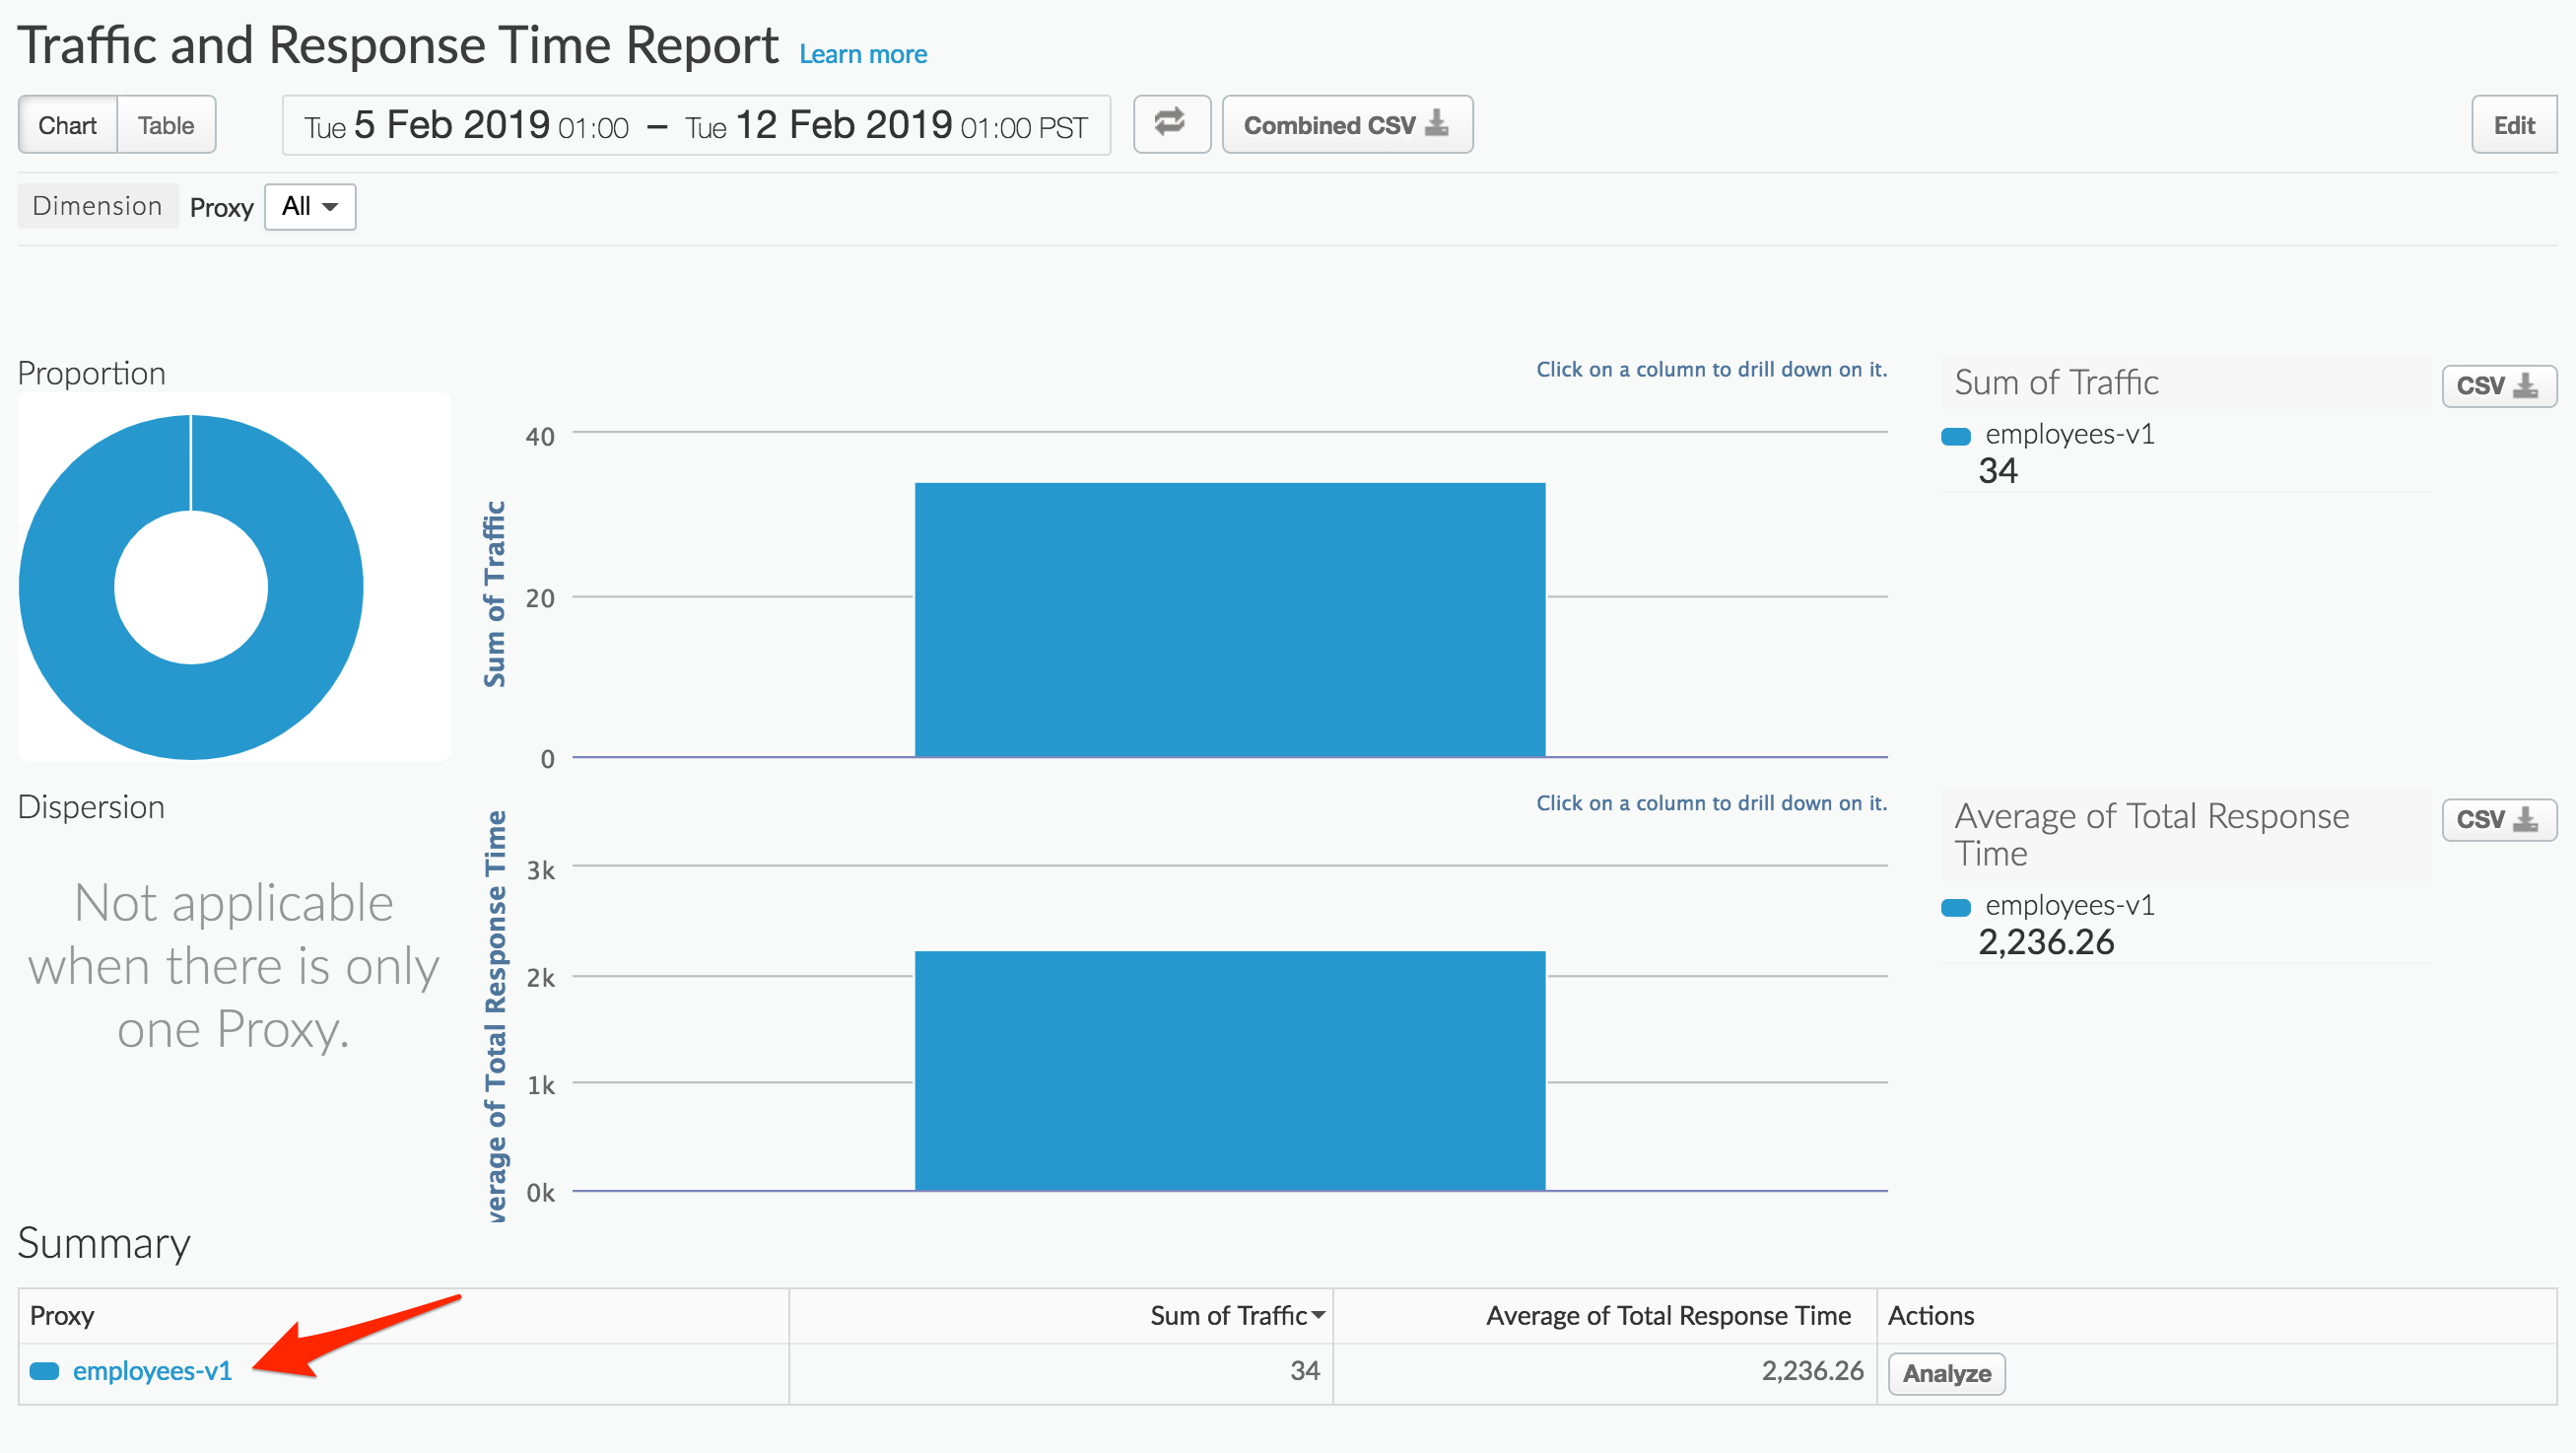 Traffic and Response Time Report Learn more
Chart Table Tue 5 Feb 2019 01:00 – Tue 12 Feb 2019 01:00 PST Combined CSV Edit
Dimension Proxy All
Proportion
Click on a column to drill down on it.
Sum of Traffic
40
20
0
Sum of Traffic CSV
employees-v1
34
Dispersion
Not applicable
when there is only
one Proxy.
Click on a column to drill down on it.
verage of Total Response Time
3k
2k
1k
0k
Average of Total Response
Time
CSV
employees-v1
2,236.26
Summary
Proxy Sum of Traffic Average of Total Response Time Actions
employees-v1 34 2,236.26 Analyze